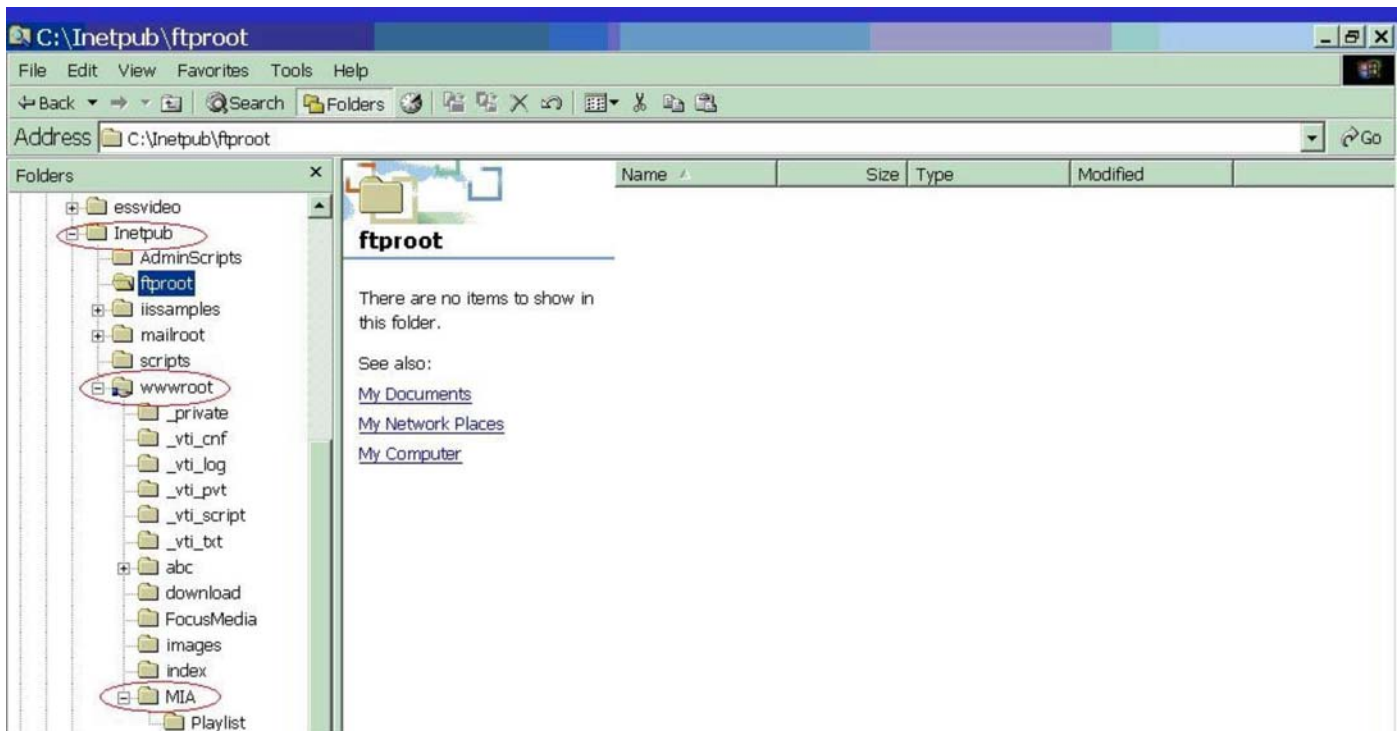 C:\Inetpub\ftproot
File Edit View Favorites Tools Help
Back Search Folders
Address C:\Inetpub\ftproot Go
Folders
essvideo
Inetpub
AdminScripts
ftproot
iissamples
mailroot
scripts
wwwroot
_private
_vti_cnf
_vti_log
_vti_pvt
_vti_script
_vti_txt
abc
download
FocusMedia
images
index
MIA
Playlist
ftproot
There are no items to show in
this folder.
See also:
My Documents
My Network Places
My Computer
Name Size Type Modified